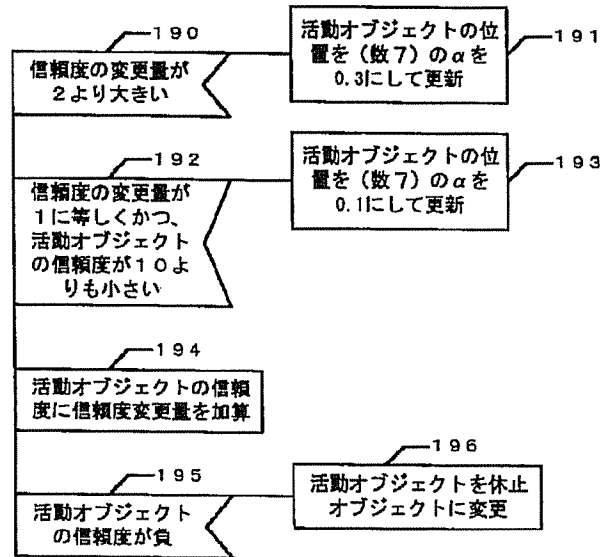 190
信頼度の変更量が
2より大きい
活動オブジェクトの位
置を(数7)のαを
0.3にして更新
191
192
信頼度の変更量が
1に等しくかつ、
活動オブジェクト
の信頼度が10よ
りも小さい
活動オブジェクトの位
置を(数7)のαを
0.1にして更新
193
194
活動オブジェクトの信頼
度に信頼度変更量を加算
195
活動オブジェクト
の信頼度が負
196
活動オブジェクトを休止
オブジェクトに変更